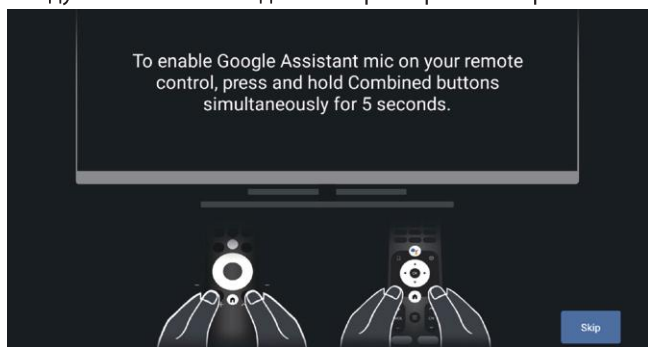 To enable Google Assistant mic on your remote
control, press and hold Combined buttons
simultaneously for 5 seconds.
Skip